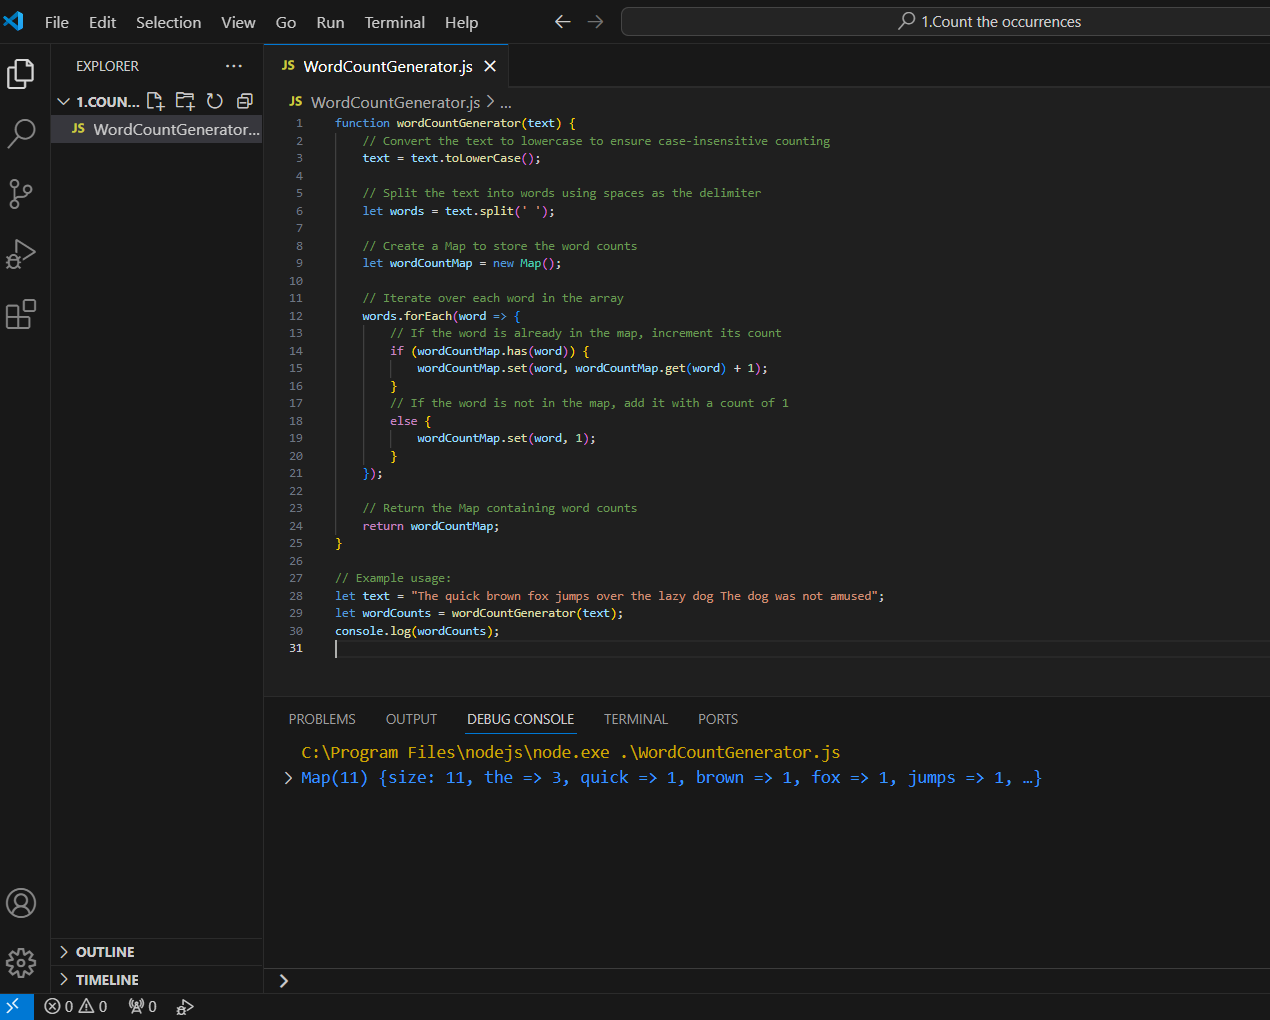 File Edit Selection View Go Run Terminal Help
1.Count the occurrences
EXPLORER
1.COUN...
JS WordCountGenerator...
JS WordCountGenerator.js
JS WordCountGenerator.js > ...
1 function wordCountGenerator(text) {
2 // Convert the text to lowercase to ensure case-insensitive counting
3 text = text.toLowerCase();
4
5 // Split the text into words using spaces as the delimiter
6 let words = text.split(' ');
7
8 // Create a Map to store the word counts
9 let wordCountMap = new Map();
10
11 // Iterate over each word in the array
12 words.forEach(word => {
13 // If the word is already in the map, increment its count
14 if (wordCountMap.has(word)) {
15 wordCountMap.set(word, wordCountMap.get(word) + 1);
16 }
17 // If the word is not in the map, add it with a count of 1
18 else {
19 wordCountMap.set(word, 1);
20 }
21 });
22
23 // Return the Map containing word counts
24 return wordCountMap;
25 }
26
27 // Example usage:
28 let text = "The quick brown fox jumps over the lazy dog The dog was not amused";
29 let wordCounts = wordCountGenerator(text);
30 console.log(wordCounts);
31
PROBLEMS OUTPUT DEBUG CONSOLE TERMINAL PORTS
C:\Program Files\nodejs\node.exe .\WordCountGenerator.js
> Map(11) {size: 11, the => 3, quick => 1, brown => 1, fox => 1, jumps => 1, …}
OUTLINE
TIMELINE
>
0 0 0